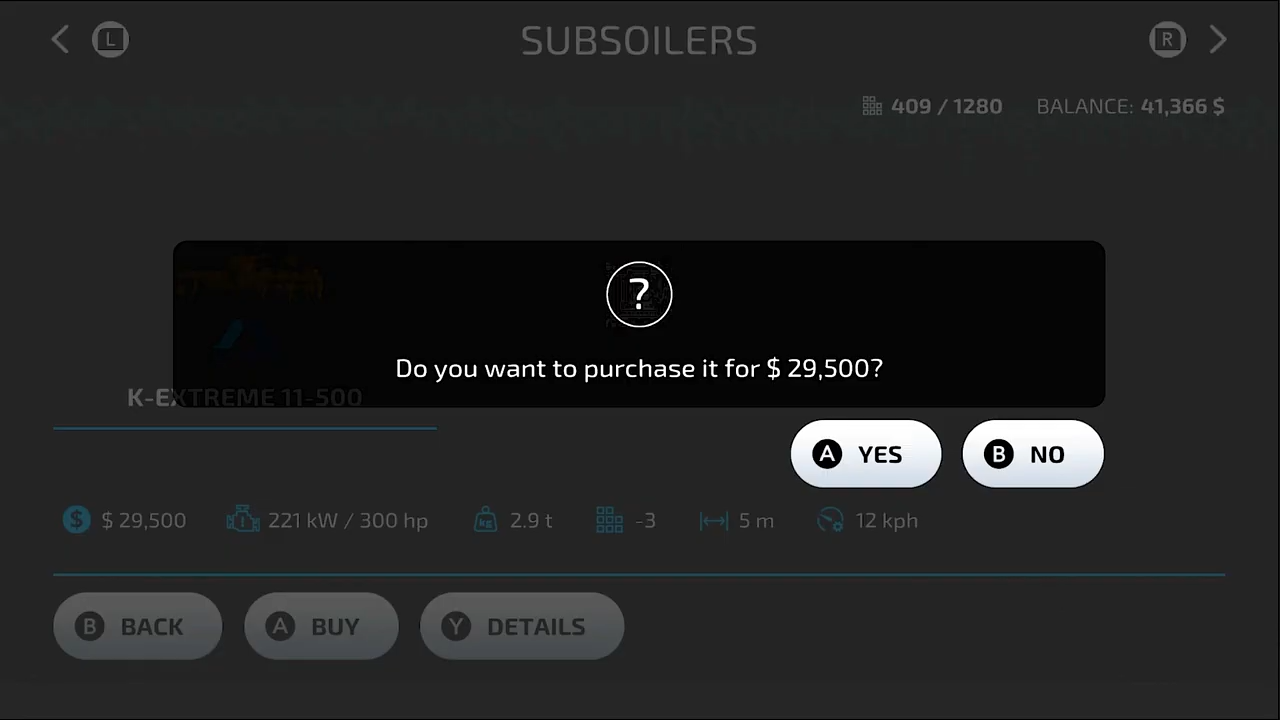 L
SUBSOILERS
R
409 / 1280 BALANCE: 41,366 $
?
Do you want to purchase it for $ 29,500?
K-EXTREME 11-500
A YES B NO
$ $ 29,500 221 kW / 300 hp kg 2.9 t -3 5 m 12 kph
B BACK A BUY Y DETAILS